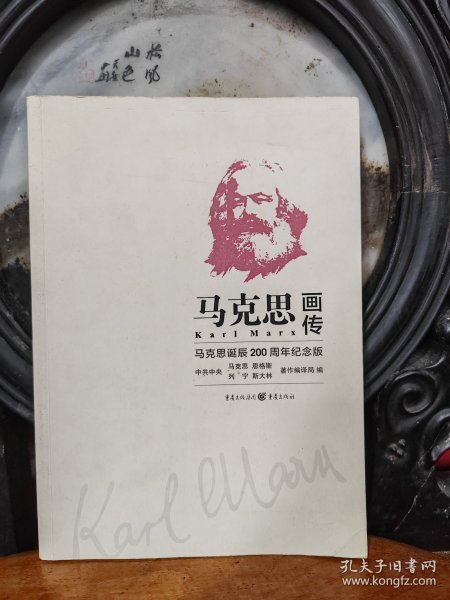 松风
山色
马克思画传
Karl Marx
马克思诞辰200周年纪念版
中共中央 马克思 恩格斯 列宁 斯大林 著作编译局 编
重庆出版集团 重庆出版社
Karl Marx
孔夫子旧书网
www.kongfz.com